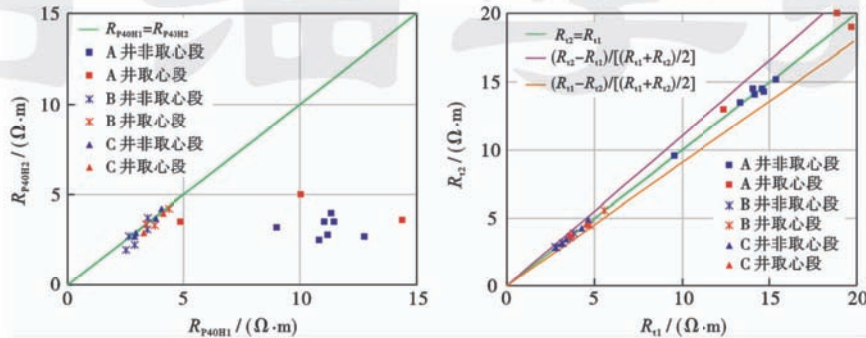 15
10
5
0
5
10
15
R_P40H2 / (Ω·m)
R_P40H1 / (Ω·m)
R_P40H1=R_P40H2
A 井非取心段
A 井取心段
B 井非取心段
B 井取心段
C 井非取心段
C 井取心段
20
15
10
5
0
5
10
15
20
R_t2 / (Ω·m)
R_t1 / (Ω·m)
R_t2=R_t1
(R_t2−R_t1)/[(R_t1+R_t2)/2]
(R_t1−R_t2)/[(R_t1+R_t2)/2]
A 井非取心段
A 井取心段
B 井非取心段
B 井取心段
C 井非取心段
C 井取心段